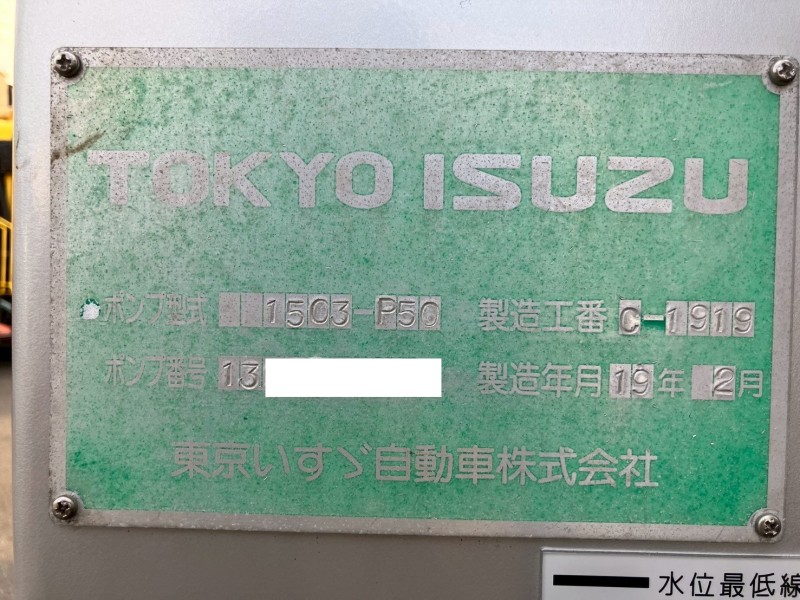 TOKYO ISUZU
ポンプ型式 1503-P50 製造工番 C-1919
ポンプ番号 13 製造年月 19年 2月
東京いすゞ自動車株式会社
水位最低線